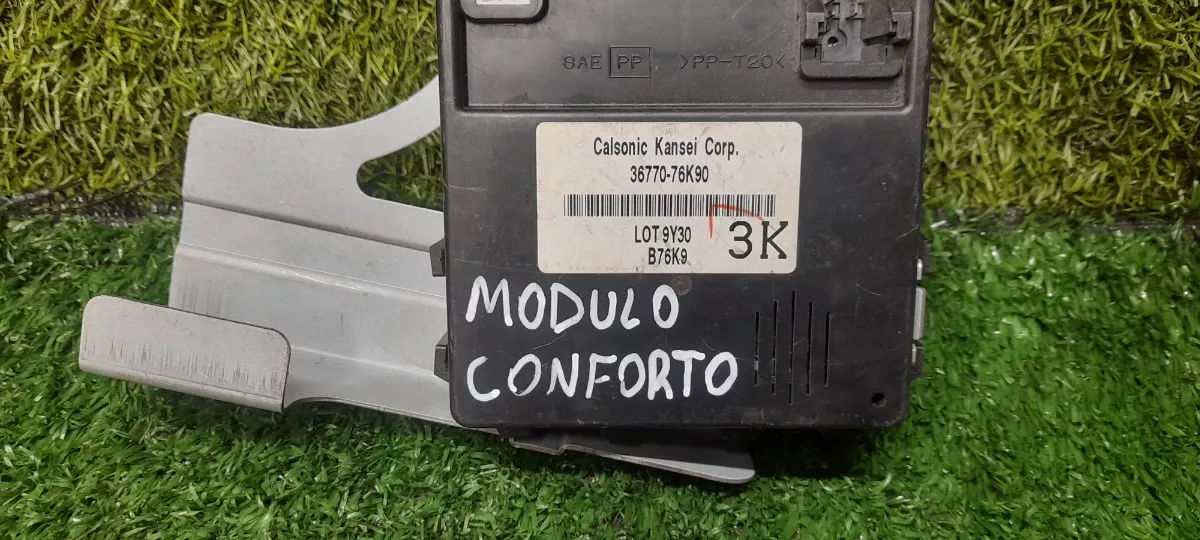 SAE PP >PP-T20<
Calsonic Kansei Corp.
36770-76K90
LOT 9Y30
B76K9
3K
MODULO
CONFORTO